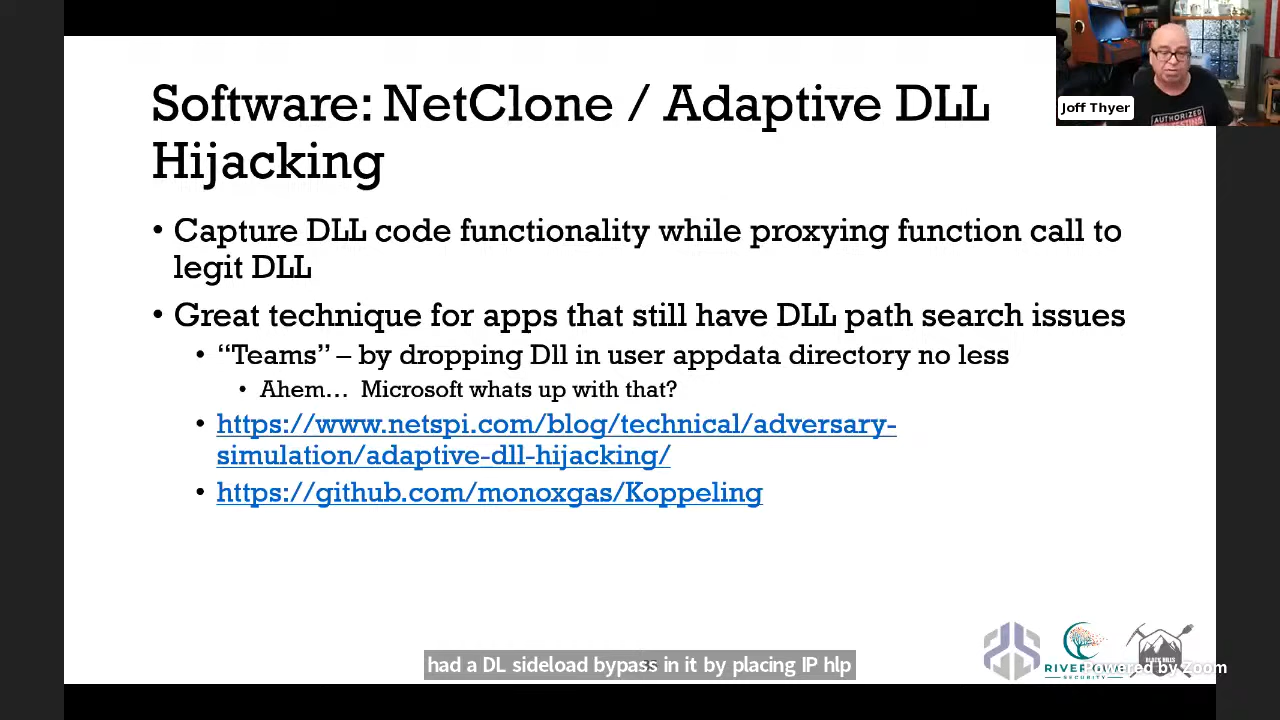 Software: NetClone / Adaptive DLL
Hijacking
• Capture DLL code functionality while proxying function call to
legit DLL
• Great technique for apps that still have DLL path search issues
• “Teams” – by dropping Dll in user appdata directory no less
• Ahem… Microsoft whats up with that?
• https://www.netspi.com/blog/technical/adversary-
simulation/adaptive-dll-hijacking/
• https://github.com/monoxgas/Koppeling
Joff Thyer
AUTHORIZED
had a DL sideload bypass in it by placing IP hlp
SECURITY
BLACK HILLS
Powered by Zoom